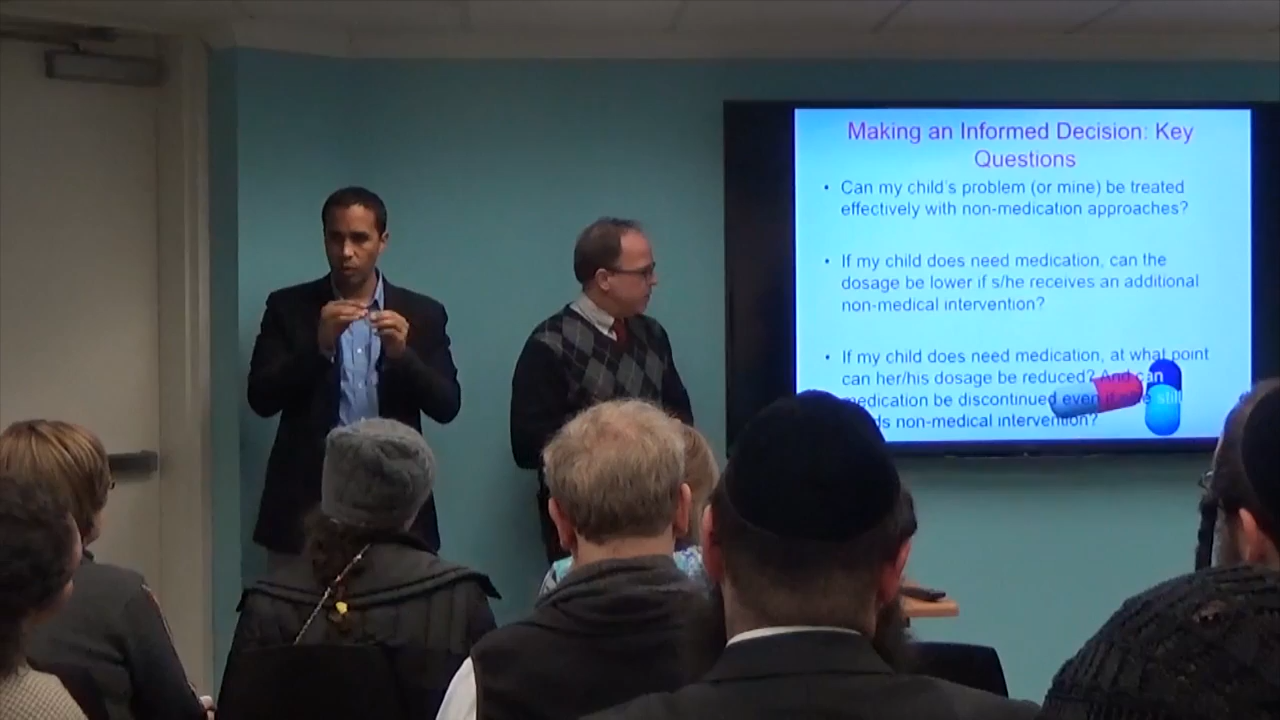 Making an Informed Decision: Key
Questions
• Can my child's problem (or mine) be treated
effectively with non-medication approaches?
• If my child does need medication, can the
dosage be lower if s/he receives an additional
non-medical intervention?
• If my child does need medication, at what point
can her/his dosage be reduced? And can
medication be discontinued even if still
non-medical intervention?